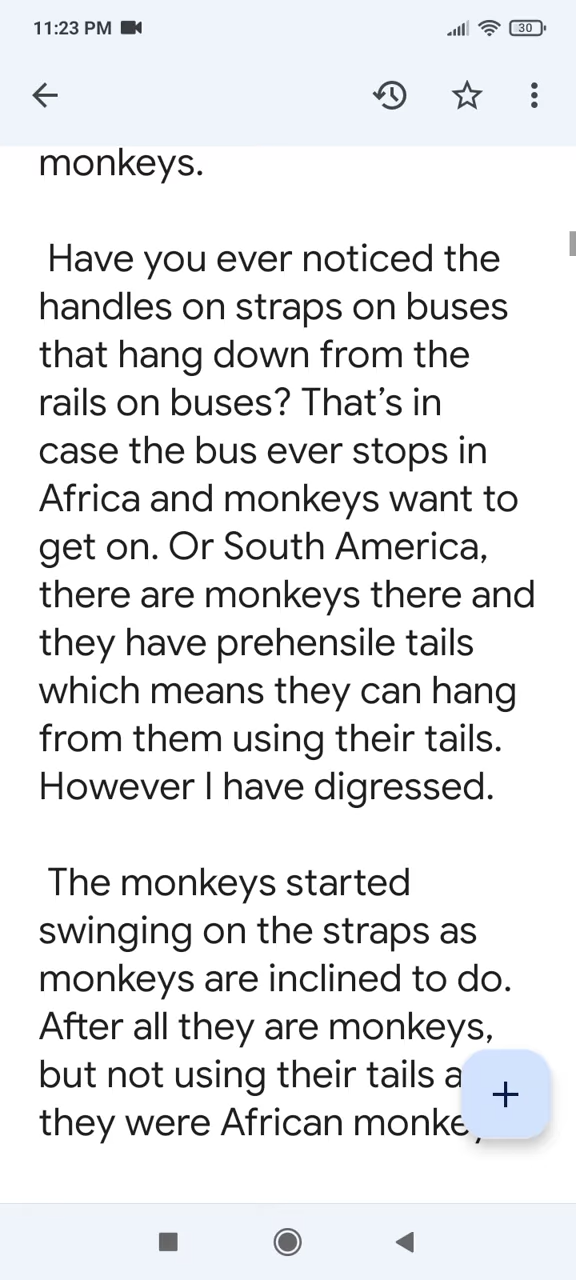 11:23 PM
30
monkeys.
Have you ever noticed the
handles on straps on buses
that hang down from the
rails on buses? That’s in
case the bus ever stops in
Africa and monkeys want to
get on. Or South America,
there are monkeys there and
they have prehensile tails
which means they can hang
from them using their tails.
However I have digressed.
The monkeys started
swinging on the straps as
monkeys are inclined to do.
After all they are monkeys,
but not using their tails
they were African